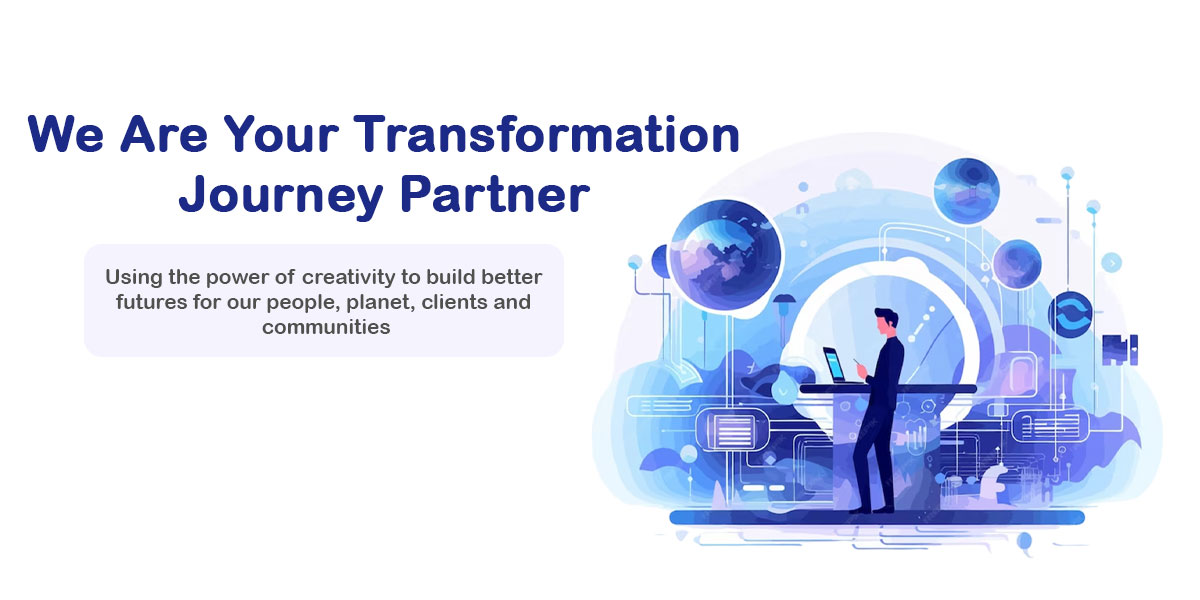 We Are Your Transformation
Journey Partner
Using the power of creativity to build better
futures for our people, planet, clients and
communities